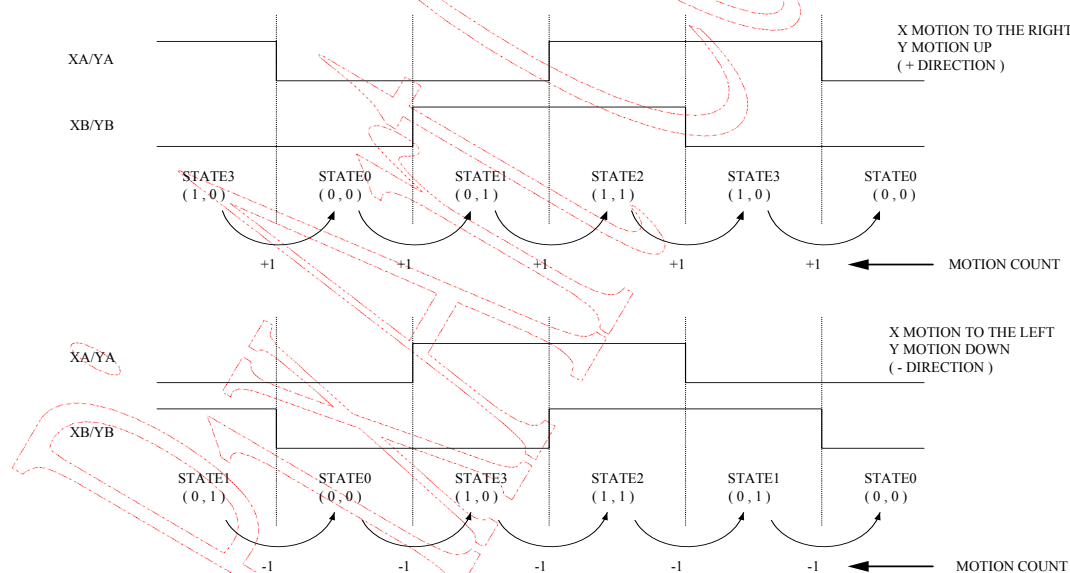 X MOTION TO THE RIGHT
Y MOTION UP
( + DIRECTION )
XA/YA
XB/YB
STATE3 STATE0 STATE1 STATE2 STATE3 STATE0
( 1 , 0 ) ( 0 , 0 ) ( 0 , 1 ) ( 1 , 1 ) ( 1 , 0 ) ( 0 , 0 )
+1 +1 +1 +1 +1 MOTION COUNT
X MOTION TO THE LEFT
Y MOTION DOWN
( - DIRECTION )
XA/YA
XB/YB
STATE1 STATE0 STATE3 STATE2 STATE1 STATE0
( 0 , 1 ) ( 0 , 0 ) ( 1 , 0 ) ( 1 , 1 ) ( 0 , 1 ) ( 0 , 0 )
-1 -1 -1 -1 -1 MOTION COUNT